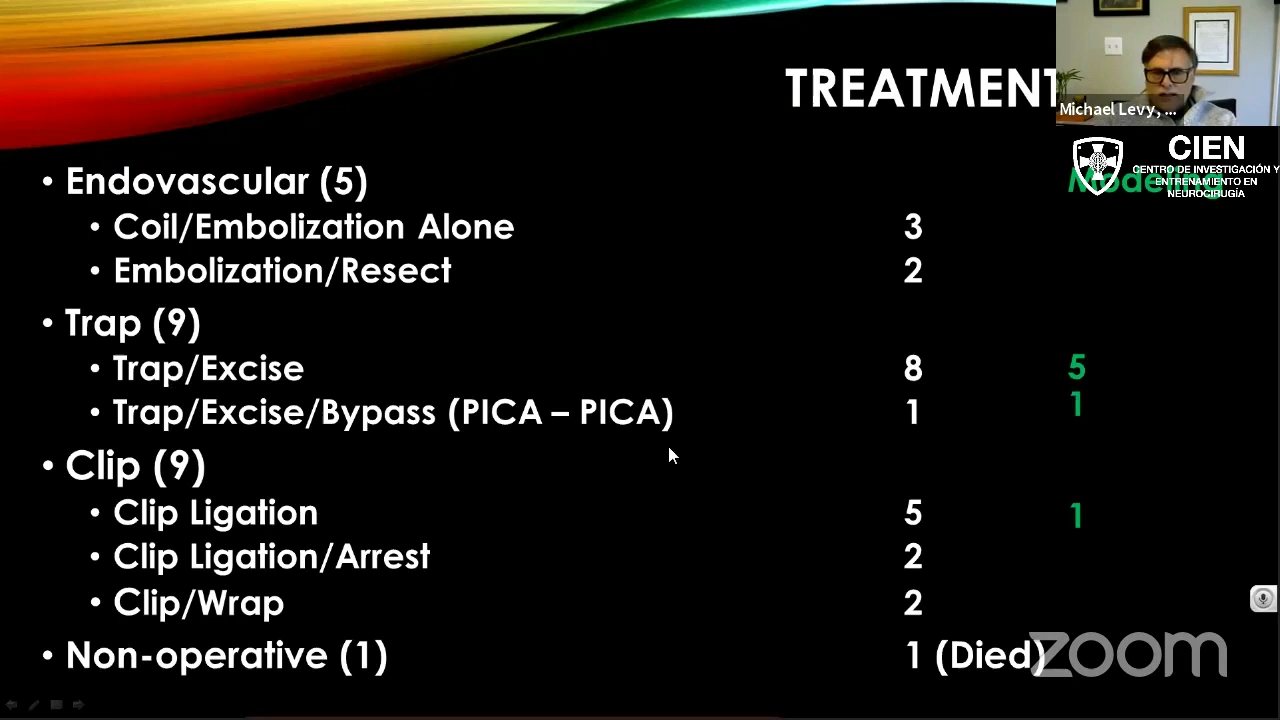 TREATMENT
Michael Levy, ...
CIEN
CENTRO DE INVESTIGACIÓN Y
ENTRENAMIENTO EN
NEUROCIRUGÍA
Modeling
• Endovascular (5)
• Coil/Embolization Alone 3
• Embolization/Resect 2
• Trap (9)
• Trap/Excise 8 5
• Trap/Excise/Bypass (PICA – PICA) 1 1
• Clip (9)
• Clip Ligation 5 1
• Clip Ligation/Arrest 2
• Clip/Wrap 2
• Non-operative (1) 1 (Died)
zoom